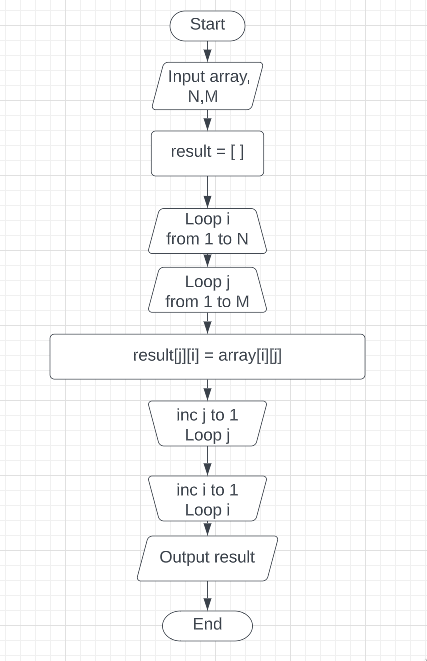 Start
Input array,
N,M
result = [ ]
Loop i
from 1 to N
Loop j
from 1 to M
result[j][i] = array[i][j]
inc j to 1
Loop j
inc i to 1
Loop i
Output result
End